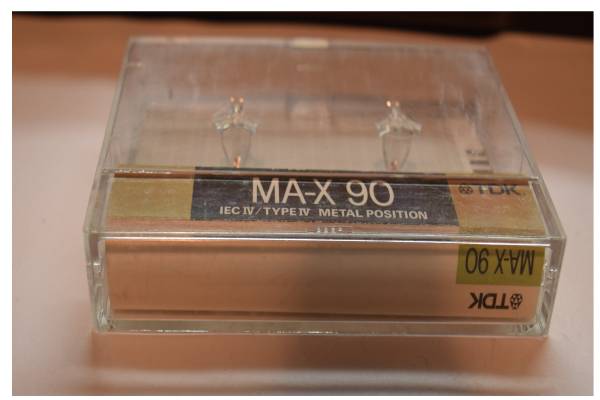 MA-X 90
IEC IV/TYPE IV METAL POSITION
TDK
MA-X 90
TDK